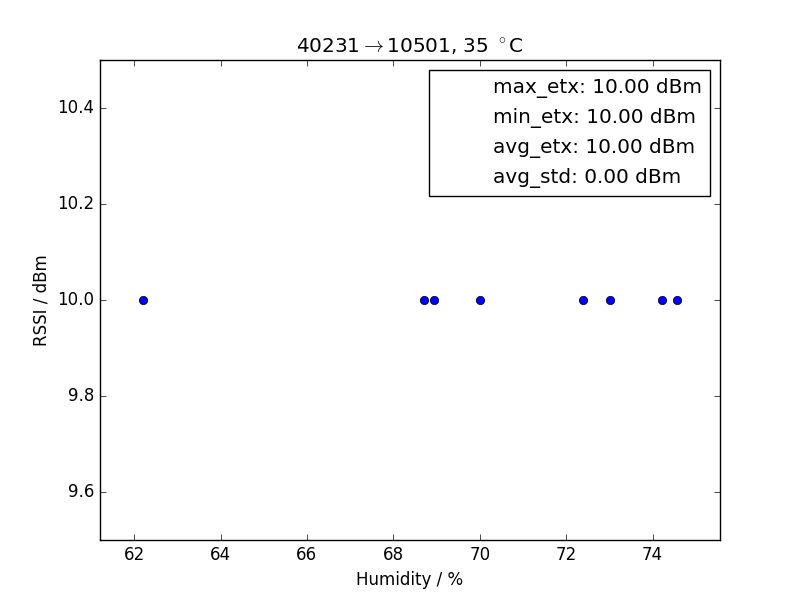 40231→10501, 35 °C
max_etx: 10.00 dBm
min_etx: 10.00 dBm
avg_etx: 10.00 dBm
avg_std: 0.00 dBm
RSSI / dBm
10.4
10.2
10.0
9.8
9.6
62 64 66 68 70 72 74
Humidity / %